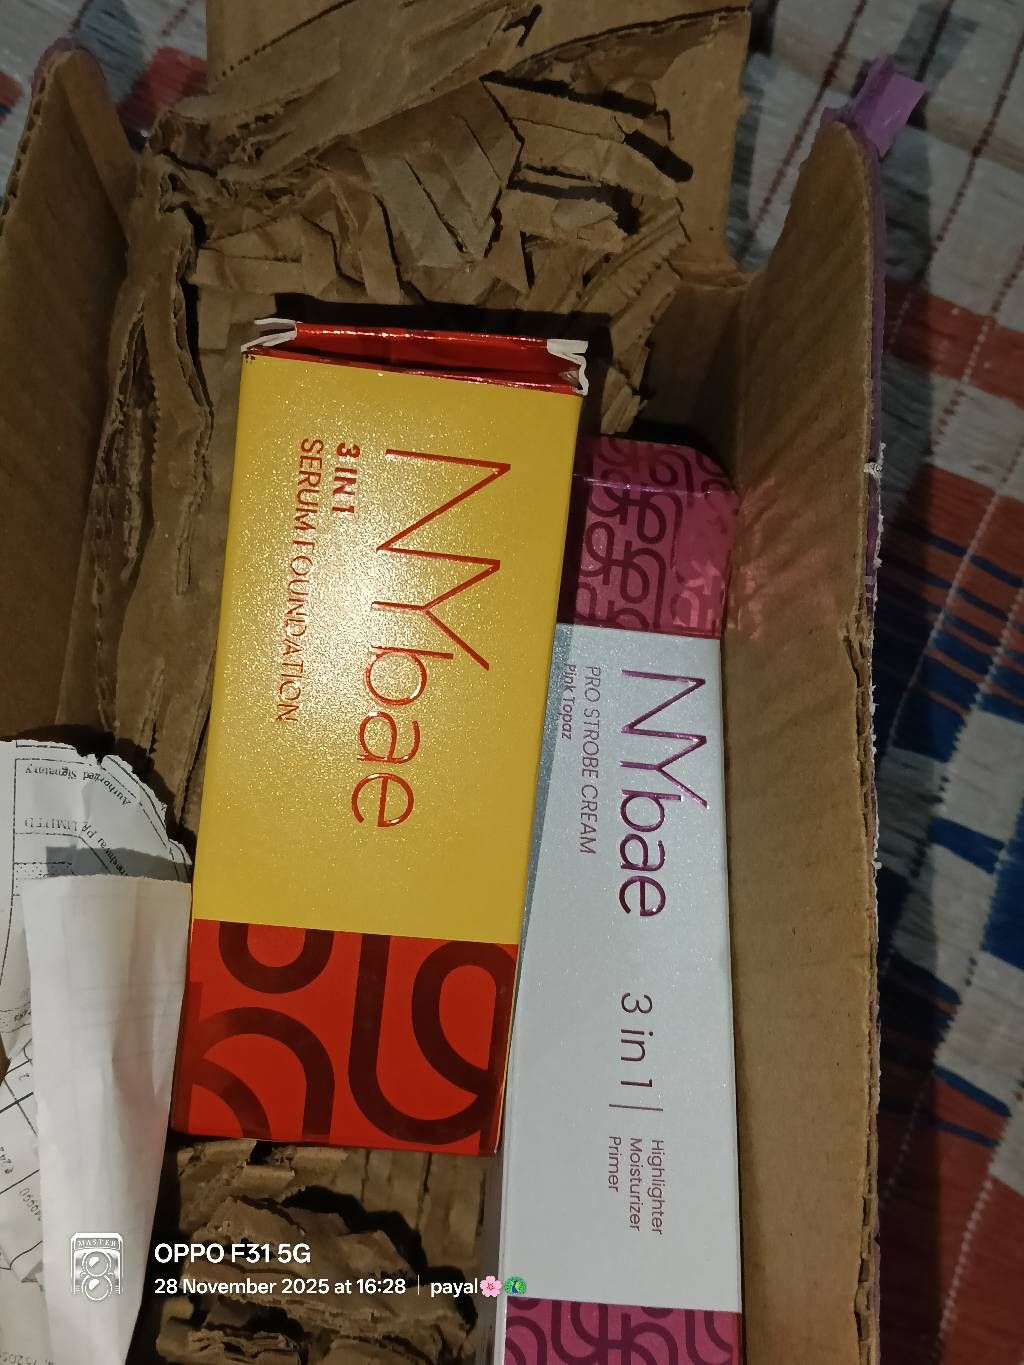 NYbae
3 IN 1
SERUM FOUNDATION
NYbae
PRO STROBE CREAM
Pink Topaz
3 in 1
Highlighter
Moisturizer
Primer
Authorized Signatory
LIMITED
MASTER
OPPO F31 5G
28 November 2025 at 16:28 | payal🌸🦚